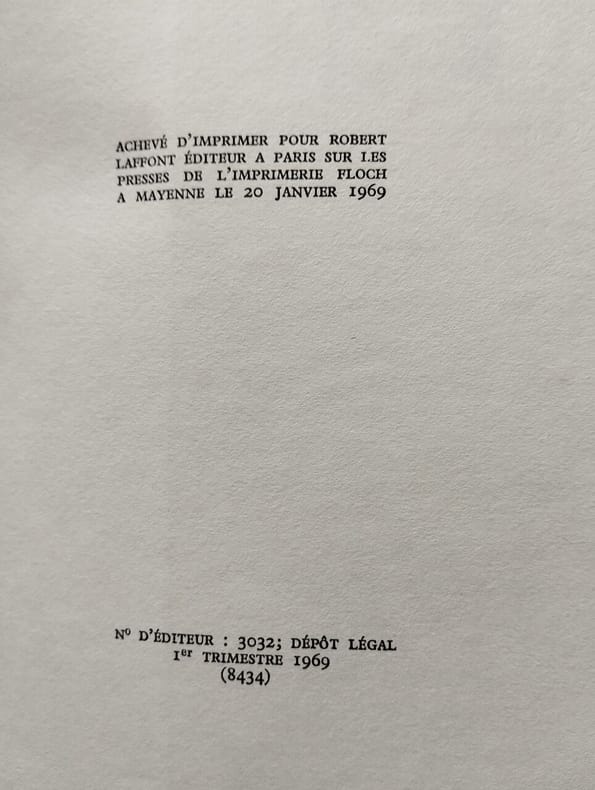 ACHEVÉ D'IMPRIMER POUR ROBERT
LAFFONT ÉDITEUR A PARIS SUR LES
PRESSES DE L'IMPRIMERIE FLOCH
A MAYENNE LE 20 JANVIER 1969
Nº D'ÉDITEUR : 3032; DÉPÔT LÉGAL
1er TRIMESTRE 1969
(8434)